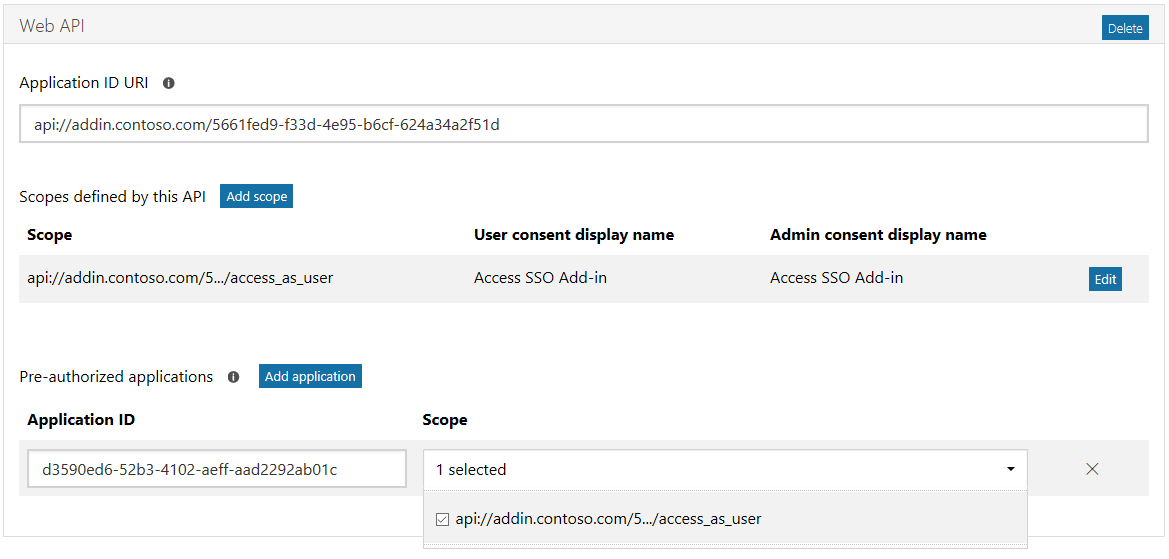 Web API
Delete
Application ID URI
api://addin.contoso.com/5661fed9-f33d-4e95-b6cf-624a34a2f51d
Scopes defined by this API Add scope
Scope User consent display name Admin consent display name
api://addin.contoso.com/5.../access_as_user Access SSO Add-in Access SSO Add-in Edit
Pre-authorized applications Add application
Application ID Scope
d3590ed6-52b3-4102-aeff-aad2292ab01c 1 selected
api://addin.contoso.com/5.../access_as_user